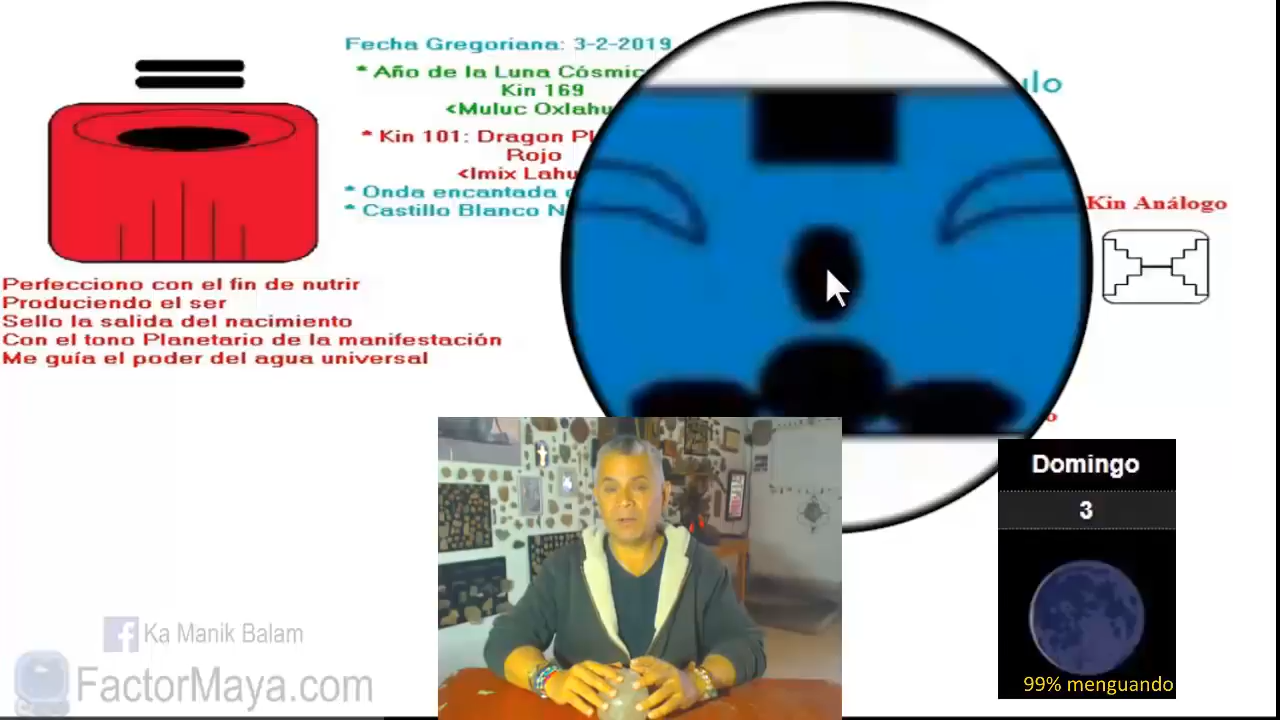 Fecha Gregoriana: 3-2-2019
* Año de la Luna Cósmic
Kin 169
<Muluc Oxlahu
* Kin 101: Dragon Pl
Rojo
<Imix Lahu
* Onda encantada
* Castillo Blanco N
ulo
Kin Análogo
Perfecciono con el fin de nutrir
Produciendo el ser
Sello la salida del nacimiento
Con el tono Planetario de la manifestación
Me guía el poder del agua universal
Domingo
3
99% menguando
Ka Manik Balam
FactorMaya.com